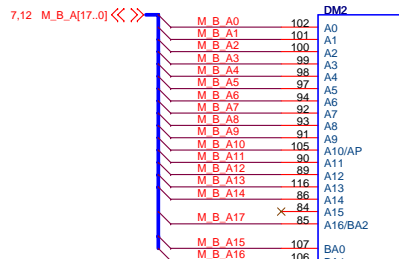 DM2
7,12 M_B_A[17..0]
M_B_A0 102 A0
M_B_A1 101 A1
M_B_A2 100 A2
M_B_A3 99 A3
M_B_A4 98 A4
M_B_A5 97 A5
M_B_A6 94 A6
M_B_A7 92 A7
M_B_A8 93 A8
M_B_A9 91 A9
M_B_A10 105 A10/AP
M_B_A11 90 A11
M_B_A12 89 A12
M_B_A13 116 A13
M_B_A14 86 A14
84 A15
M_B_A17 85 A16/BA2
M_B_A15 107 BA0
M_B_A16 106